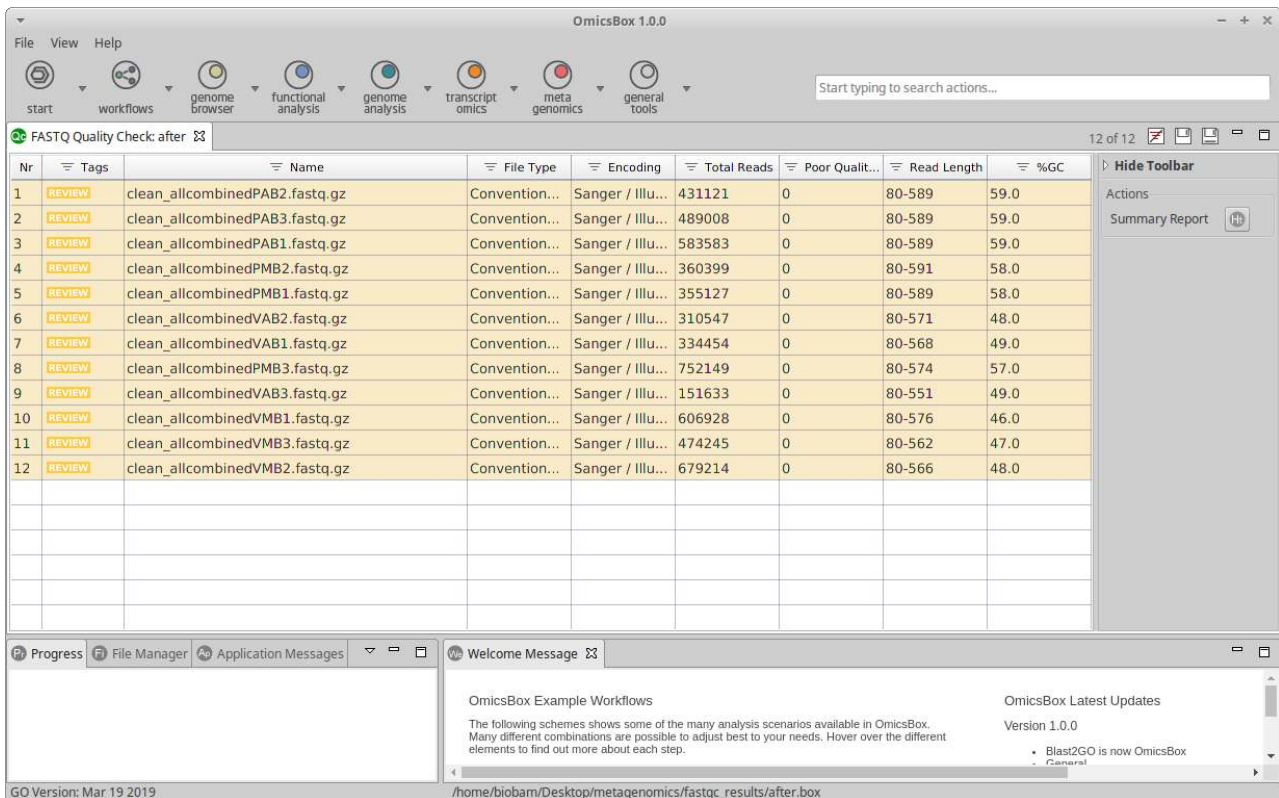 OmicsBox 1.0.0
File View Help
start workflows genome browser functional analysis genome analysis transcript omics meta genomics general tools
Start typing to search actions...
Qc FASTQ Quality Check: after
12 of 12
Nr Tags Name File Type Encoding Total Reads Poor Qualit... Read Length %GC
1 REVIEW clean_allcombinedPAB2.fastq.gz Convention... Sanger / Illu... 431121 0 80-589 59.0
2 REVIEW clean_allcombinedPAB3.fastq.gz Convention... Sanger / Illu... 489008 0 80-589 59.0
3 REVIEW clean_allcombinedPAB1.fastq.gz Convention... Sanger / Illu... 583583 0 80-589 59.0
4 REVIEW clean_allcombinedPMB2.fastq.gz Convention... Sanger / Illu... 360399 0 80-591 58.0
5 REVIEW clean_allcombinedPMB1.fastq.gz Convention... Sanger / Illu... 355127 0 80-589 58.0
6 REVIEW clean_allcombinedVAB2.fastq.gz Convention... Sanger / Illu... 310547 0 80-571 48.0
7 REVIEW clean_allcombinedVAB1.fastq.gz Convention... Sanger / Illu... 334454 0 80-568 49.0
8 REVIEW clean_allcombinedPMB3.fastq.gz Convention... Sanger / Illu... 752149 0 80-574 57.0
9 REVIEW clean_allcombinedVAB3.fastq.gz Convention... Sanger / Illu... 151633 0 80-551 49.0
10 REVIEW clean_allcombinedVMB1.fastq.gz Convention... Sanger / Illu... 606928 0 80-576 46.0
11 REVIEW clean_allcombinedVMB3.fastq.gz Convention... Sanger / Illu... 474245 0 80-562 47.0
12 REVIEW clean_allcombinedVMB2.fastq.gz Convention... Sanger / Illu... 679214 0 80-566 48.0
Hide Toolbar
Actions
Summary Report
Pr Progress Fi File Manager Ap Application Messages
We Welcome Message
OmicsBox Example Workflows
The following schemes shows some of the many analysis scenarios available in OmicsBox.
Many different combinations are possible to adjust best to your needs. Hover over the different
elements to find out more about each step.
OmicsBox Latest Updates
Version 1.0.0
• Blast2GO is now OmicsBox
• General
GO Version: Mar 19 2019
/home/biobam/Desktop/metagenomics/fastqc_results/after.box